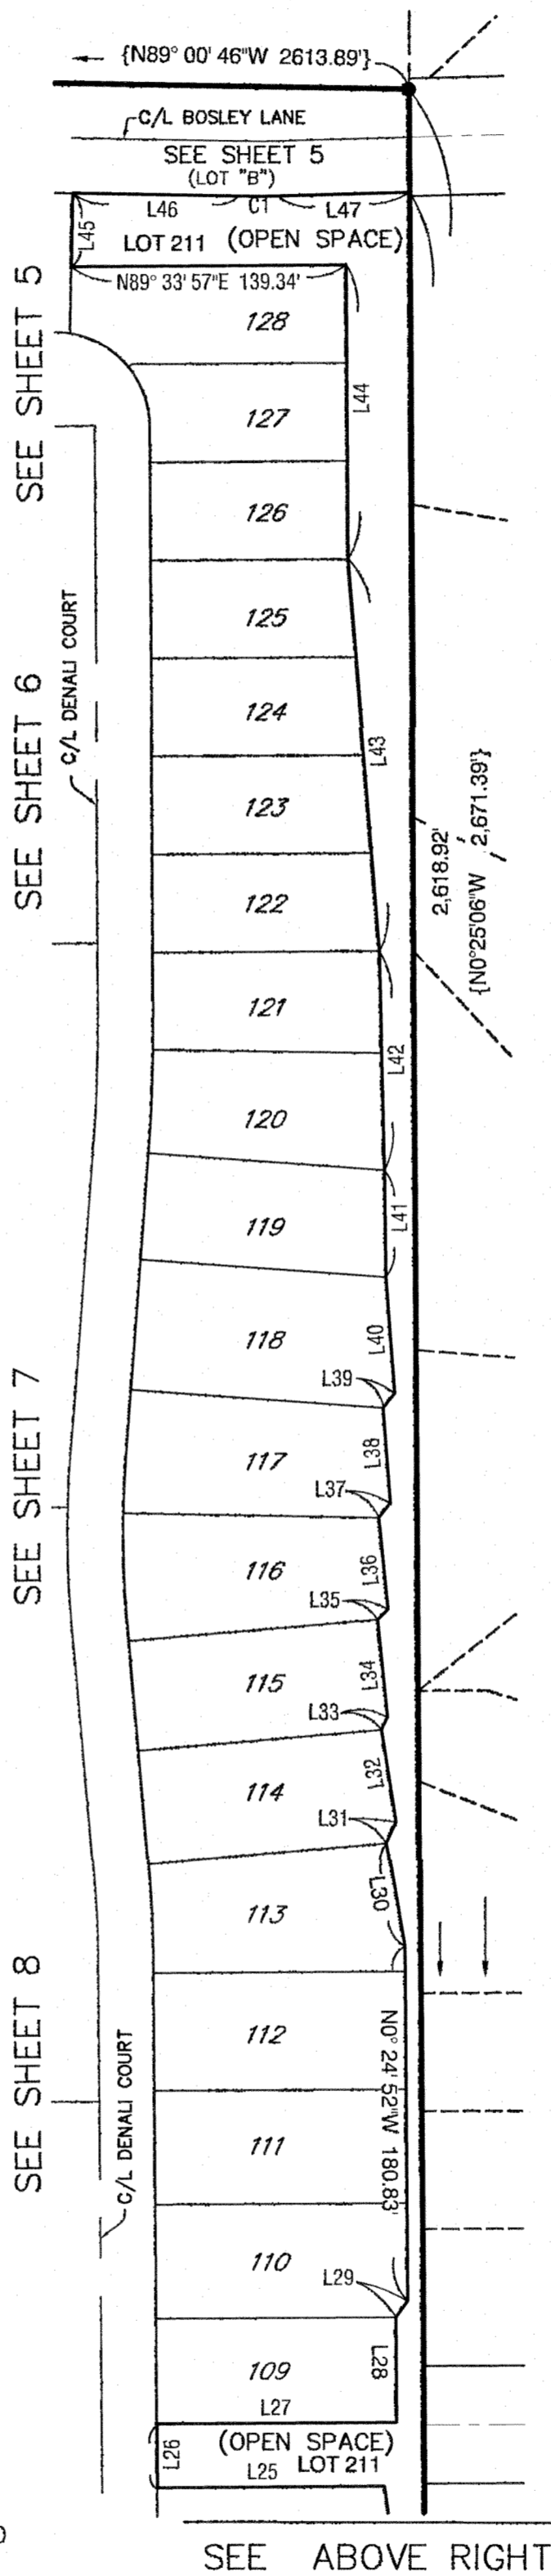 {N89° 00' 46"W 2613.89'}
C/L BOSLEY LANE
SEE SHEET 5
(LOT "B")
L46
C1
L47
L45
LOT 211 (OPEN SPACE)
N89° 33' 57"E 139.34'
128
SEE SHEET 5
L44
127
126
125
C/L DENALI COURT
124
SEE SHEET 6
L43
123
2,618.92'
{N0°25'06"W 2,671.39'}
122
121
L42
120
119
L41
118
L40
L39
SEE SHEET 7
117
L38
L37
116
L36
L35
115
L34
L33
114
L32
L31
113
L30
SEE SHEET 8
112
N0° 24' 52"W 180.83'
C/L DENALI COURT
111
110
L29
109
L28
L27
(OPEN SPACE)
LOT 211
L26
L25
SEE ABOVE RIGHT